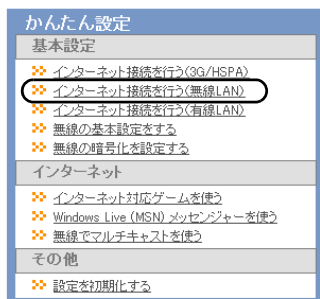 かんたん設定
基本設定
インターネット接続を行う(3G/HSPA)
インターネット接続を行う(無線LAN)
インターネット接続を行う(有線LAN)
無線の基本設定をする
無線の暗号化を設定する
インターネット
インターネット対応ゲームを使う
Windows Live (MSN) メッセンジャーを使う
無線でマルチキャストを使う
その他
設定を初期化する